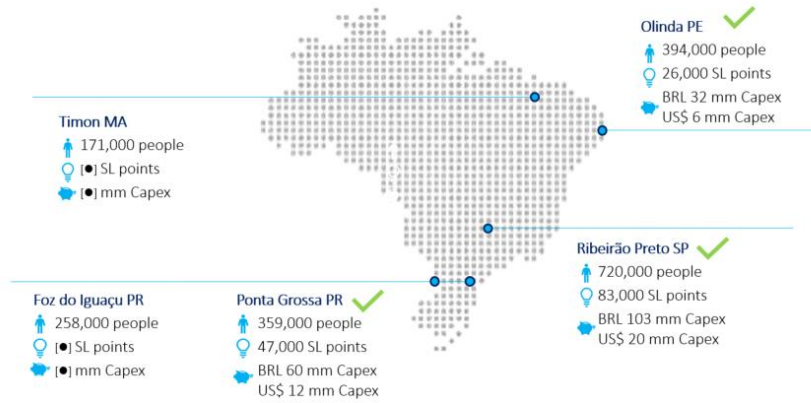 Olinda PE
394,000 people
26,000 SL points
BRL 32 mm Capex
US$ 6 mm Capex
Timon MA
171,000 people
[●] SL points
[●] mm Capex
Ribeirão Preto SP
720,000 people
83,000 SL points
BRL 103 mm Capex
US$ 20 mm Capex
Foz do Iguaçu PR
258,000 people
[●] SL points
[●] mm Capex
Ponta Grossa PR
359,000 people
47,000 SL points
BRL 60 mm Capex
US$ 12 mm Capex